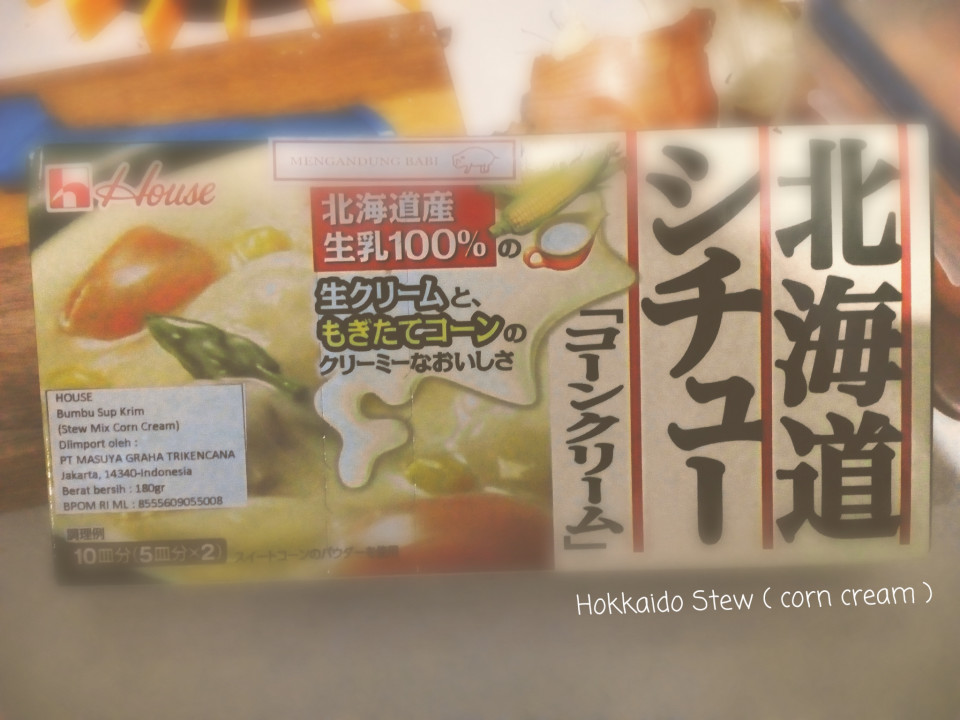 House
MENGANDUNG BABI
北海道産
生乳100%の
生クリームと、
もぎたてコーンの
クリーミーなおいしさ
北海道
シチュー
「コーンクリーム」
HOUSE
Bumbu Sup Krim
(Stew Mix Corn Cream)
Diimport oleh :
PT MASUYA GRAHA TRIKENCANA
Jakarta, 14340-Indonesia
Berat bersih : 180gr
BPOM RI ML : 8555609055008
調理例
10皿分(5皿分×2)
スイートコーンのパウダーを使用
Hokkaido Stew ( corn cream )